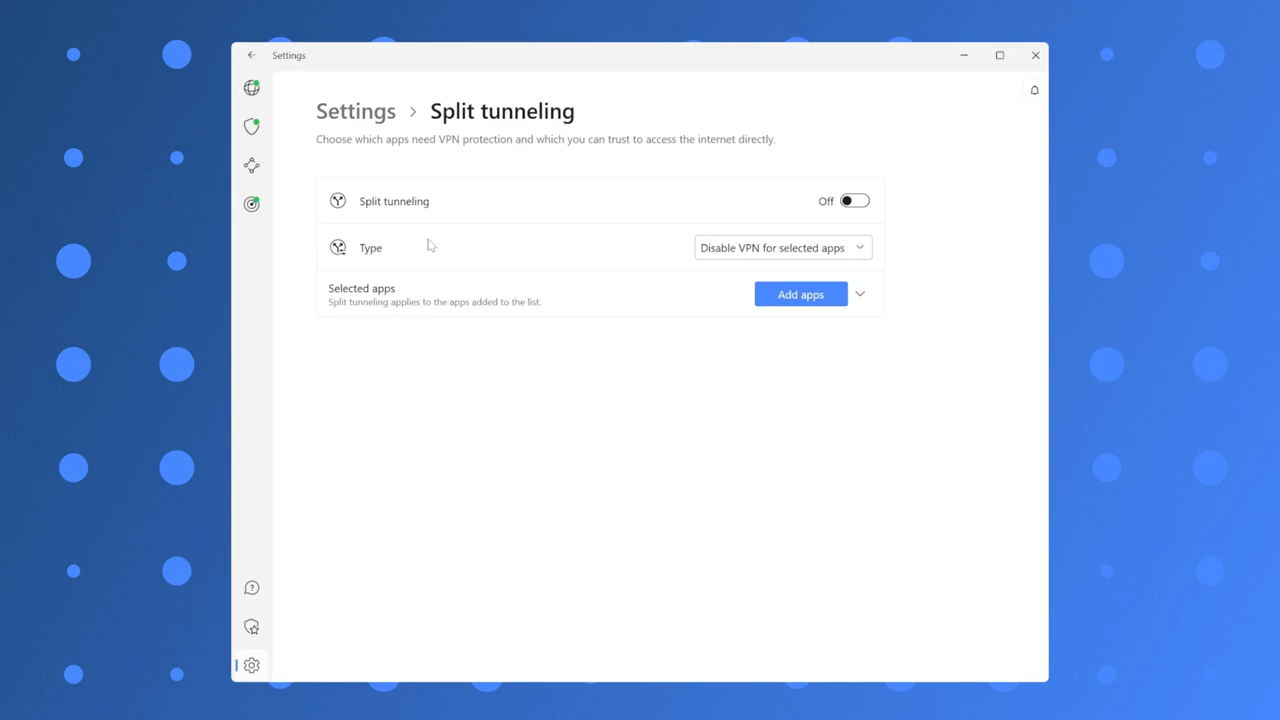 Settings
Settings > Split tunneling
Choose which apps need VPN protection and which you can trust to access the internet directly.
Split tunneling Off
Type Disable VPN for selected apps
Selected apps
Split tunneling applies to the apps added to the list.
Add apps